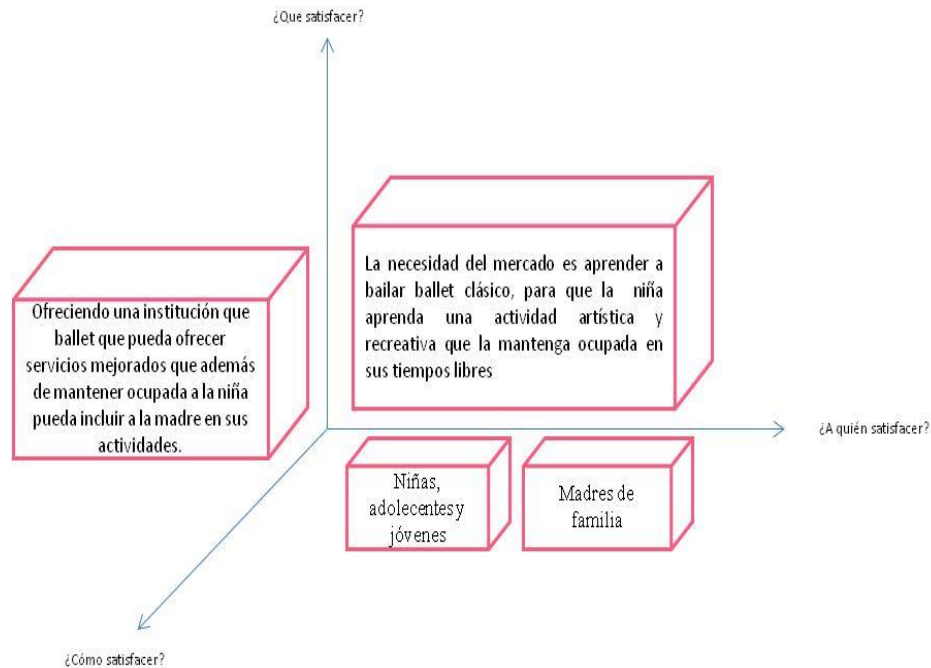 ¿Que satisfacer?
La necesidad del mercado es aprender a
bailar ballet clásico, para que la niña
aprenda una actividad artística y
recreativa que la mantenga ocupada en
sus tiempos libres
Ofreciendo una institución que
ballet que pueda ofrecer
servicios mejorados que además
de mantener ocupada a la niña
pueda incluir a la madre en sus
actividades.
¿A quién satisfacer?
Niñas,
adolecentes y
jóvenes
Madres de
familia
¿Cómo satisfacer?